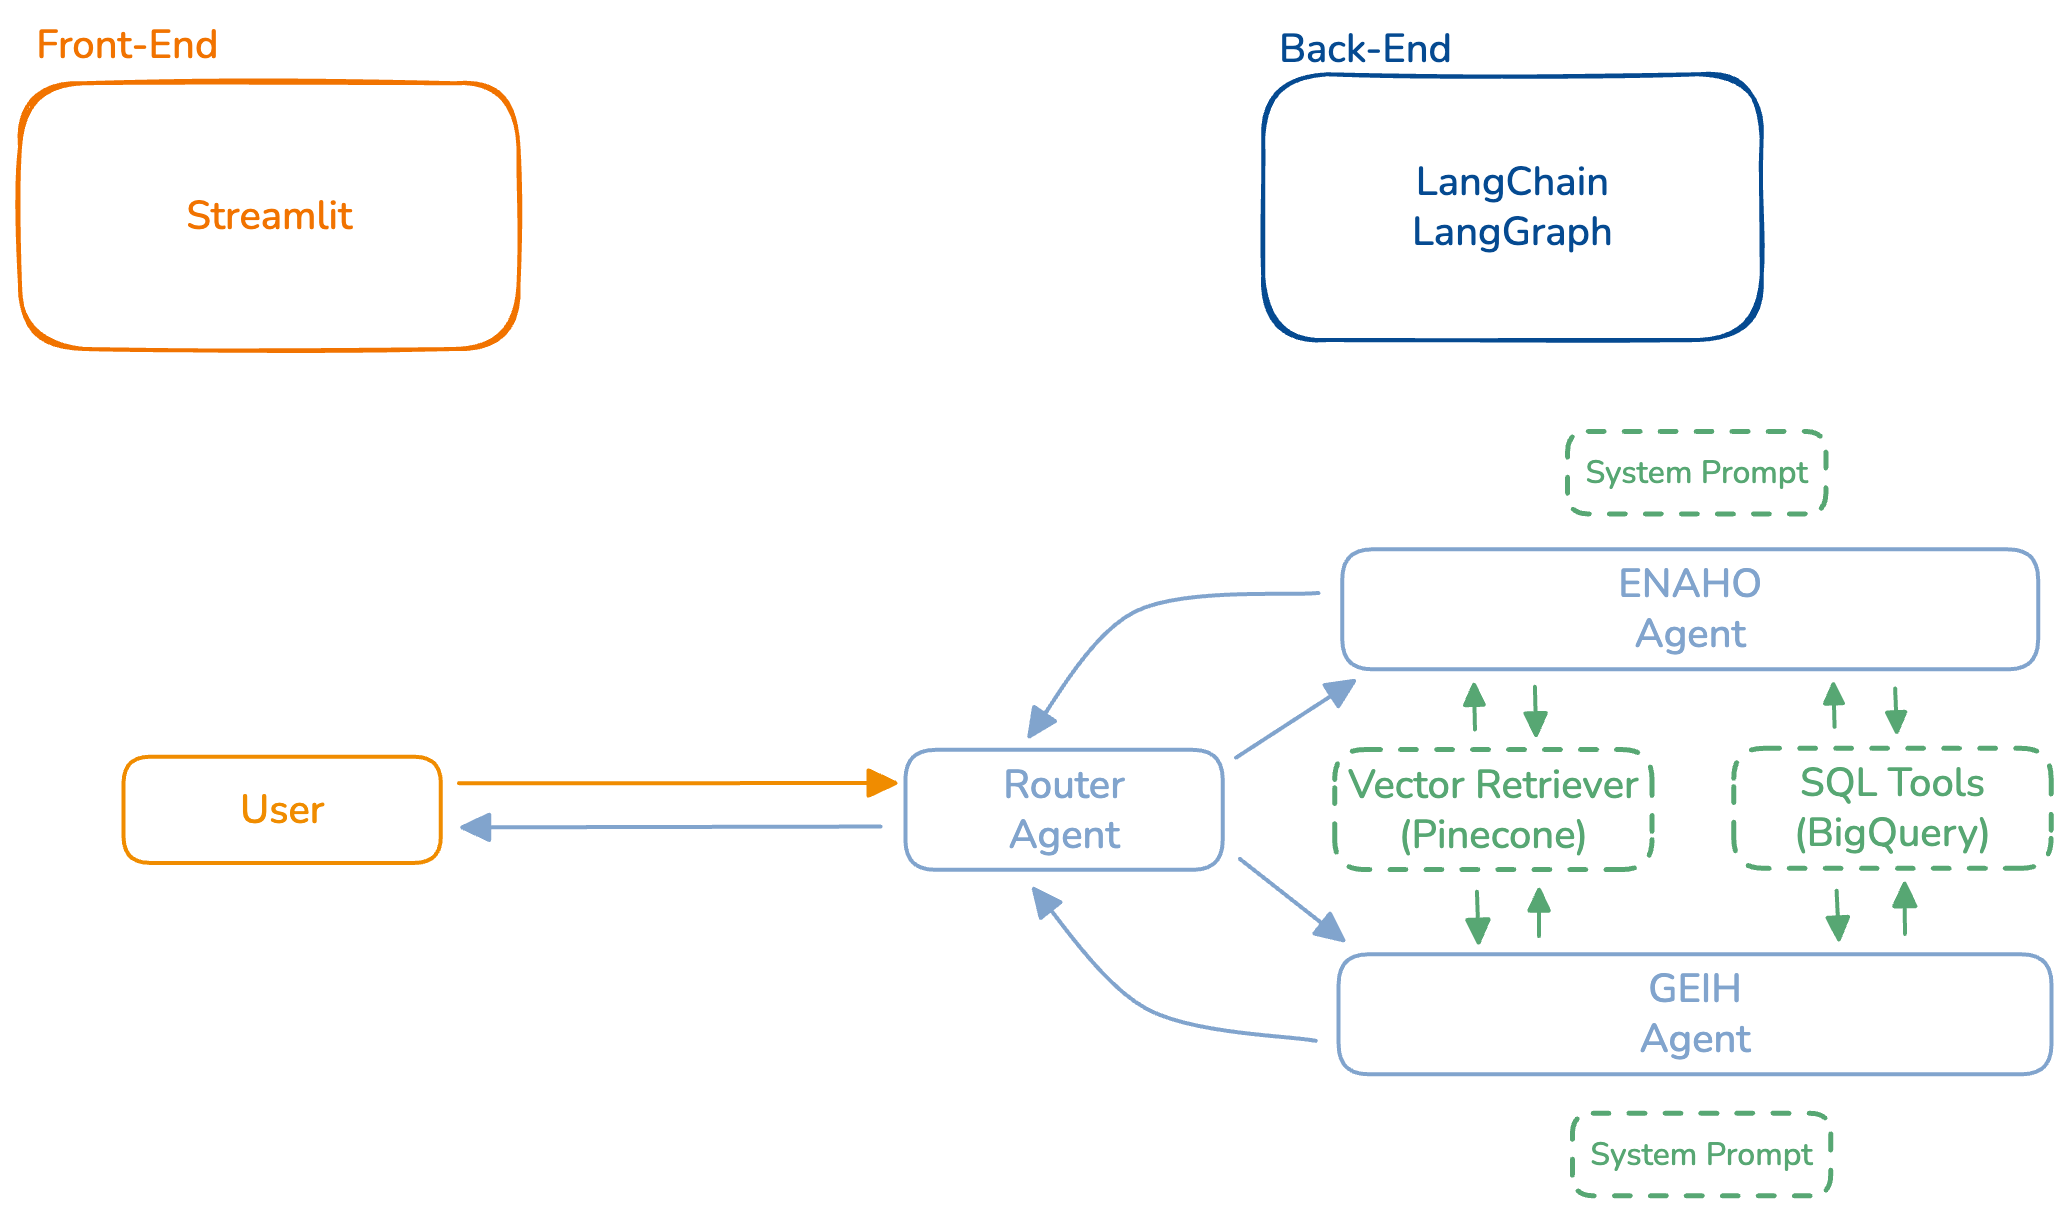 Front-End
Back-End
Streamlit
LangChain
LangGraph
System Prompt
ENAHO
Agent
User
Router
Agent
Vector Retriever
(Pinecone)
SQL Tools
(BigQuery)
GEIH
Agent
System Prompt